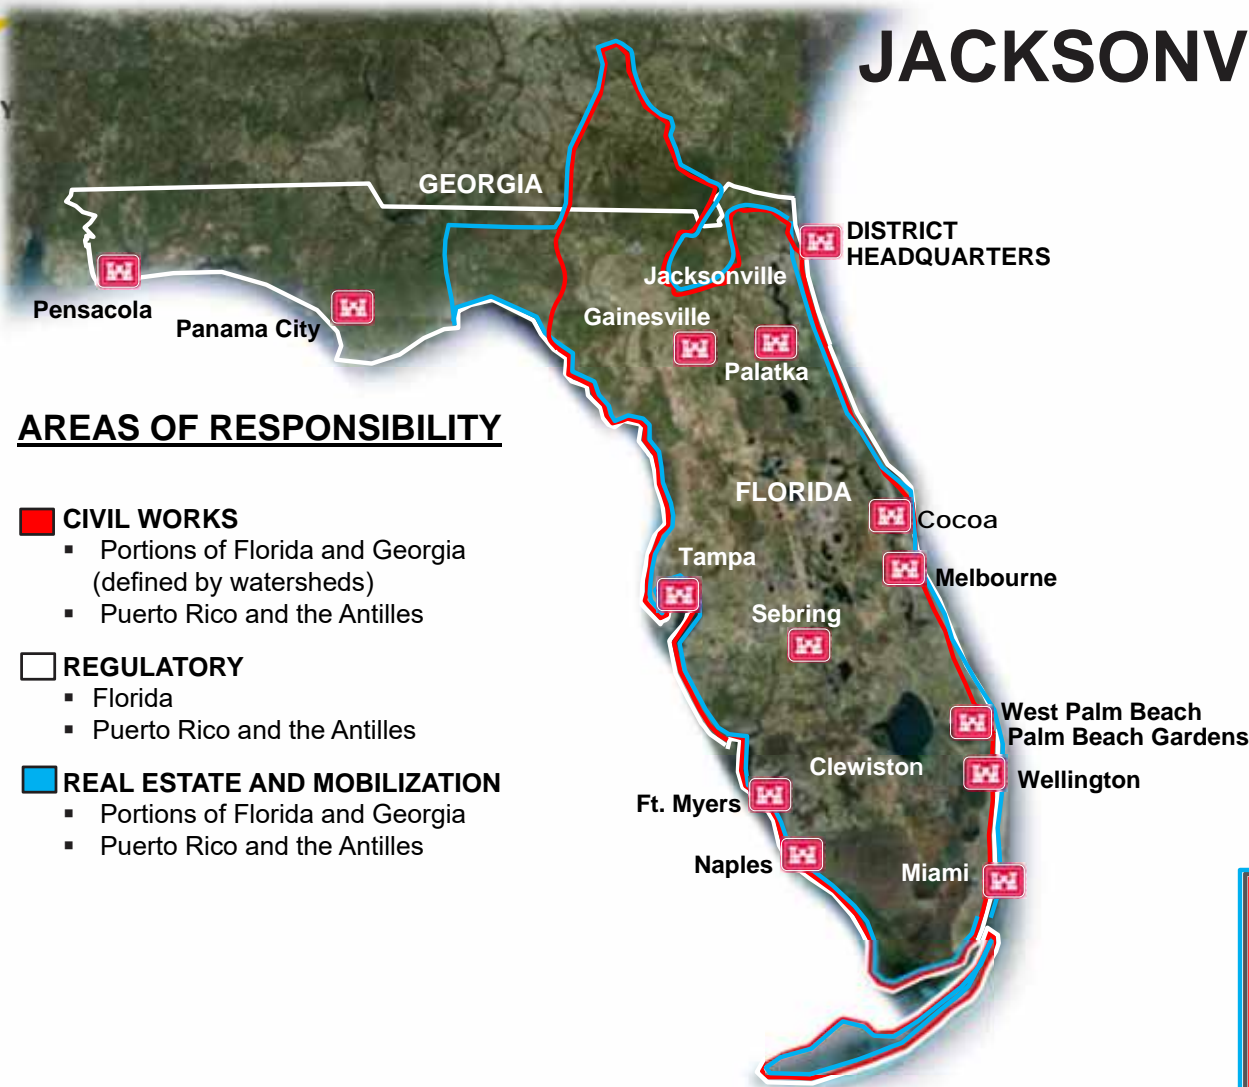 JACKSONV
Y
GEORGIA
DISTRICT
HEADQUARTERS
Jacksonville
Pensacola
Panama City
Gainesville
Palatka
AREAS OF RESPONSIBILITY
FLORIDA
Cocoa
CIVIL WORKS
▪ Portions of Florida and Georgia
(defined by watersheds)
▪ Puerto Rico and the Antilles
Tampa
Melbourne
Sebring
REGULATORY
▪ Florida
▪ Puerto Rico and the Antilles
West Palm Beach
Palm Beach Gardens
Clewiston
Wellington
REAL ESTATE AND MOBILIZATION
▪ Portions of Florida and Georgia
▪ Puerto Rico and the Antilles
Ft. Myers
Naples
Miami